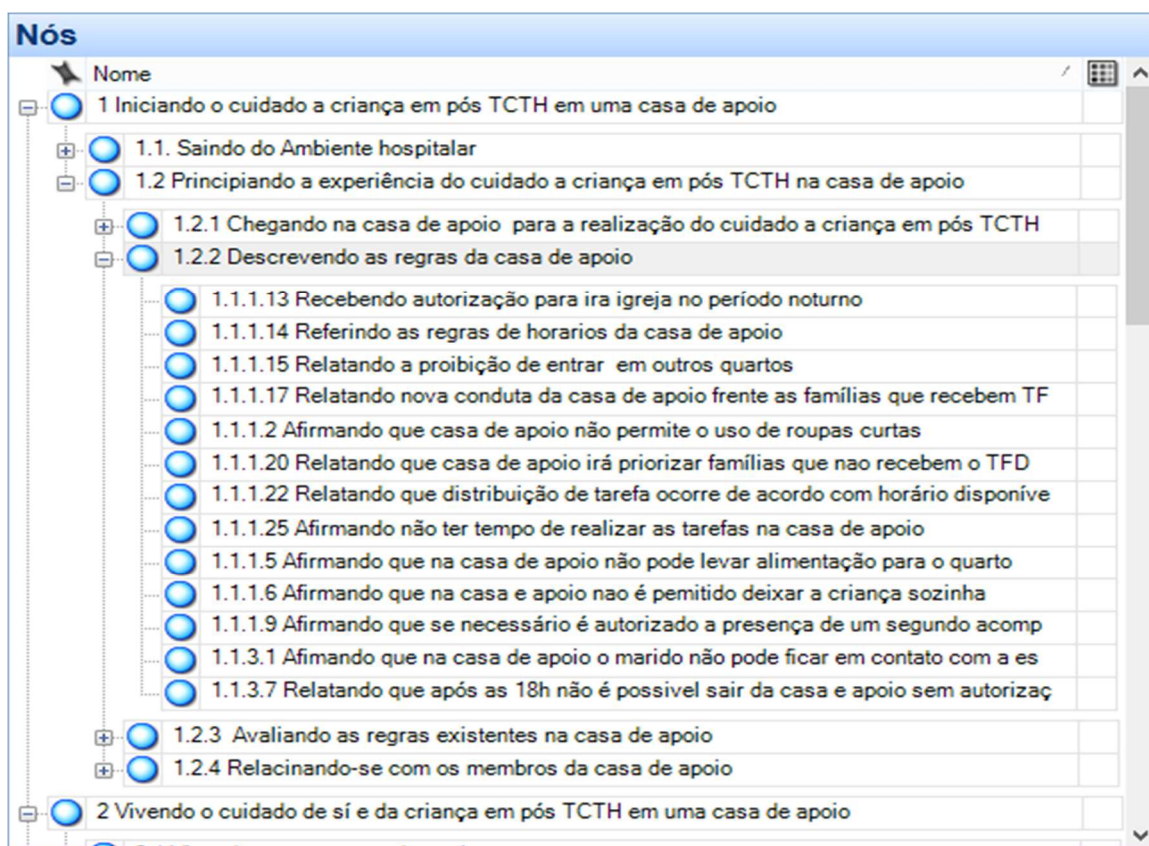 Nós
Nome
1 Iniciando o cuidado a criança em pós TCTH em uma casa de apoio
1.1. Saindo do Ambiente hospitalar
1.2 Principiando a experiência do cuidado a criança em pós TCTH na casa de apoio
1.2.1 Chegando na casa de apoio para a realização do cuidado a criança em pós TCTH
1.2.2 Descrevendo as regras da casa de apoio
1.1.1.13 Recebendo autorização para ira igreja no período noturno
1.1.1.14 Referindo as regras de horarios da casa de apoio
1.1.1.15 Relatando a proibição de entrar em outros quartos
1.1.1.17 Relatando nova conduta da casa de apoio frente as famílias que recebem TF
1.1.1.2 Afirmando que casa de apoio não permite o uso de roupas curtas
1.1.1.20 Relatando que casa de apoio irá priorizar famílias que nao recebem o TFD
1.1.1.22 Relatando que distribuição de tarefa ocorre de acordo com horário disponíve
1.1.1.25 Afirmando não ter tempo de realizar as tarefas na casa de apoio
1.1.1.5 Afirmando que na casa de apoio não pode levar alimentação para o quarto
1.1.1.6 Afirmando que na casa e apoio nao é pemitido deixar a criança sozinha
1.1.1.9 Afirmando que se necessário é autorizado a presença de um segundo acomp
1.1.3.1 Afimando que na casa de apoio o marido não pode ficar em contato com a es
1.1.3.7 Relatando que após as 18h não é possivel sair da casa e apoio sem autorizaç
1.2.3 Avaliando as regras existentes na casa de apoio
1.2.4 Relacinando-se com os membros da casa de apoio
2 Vivendo o cuidado de sí e da criança em pós TCTH em uma casa de apoio